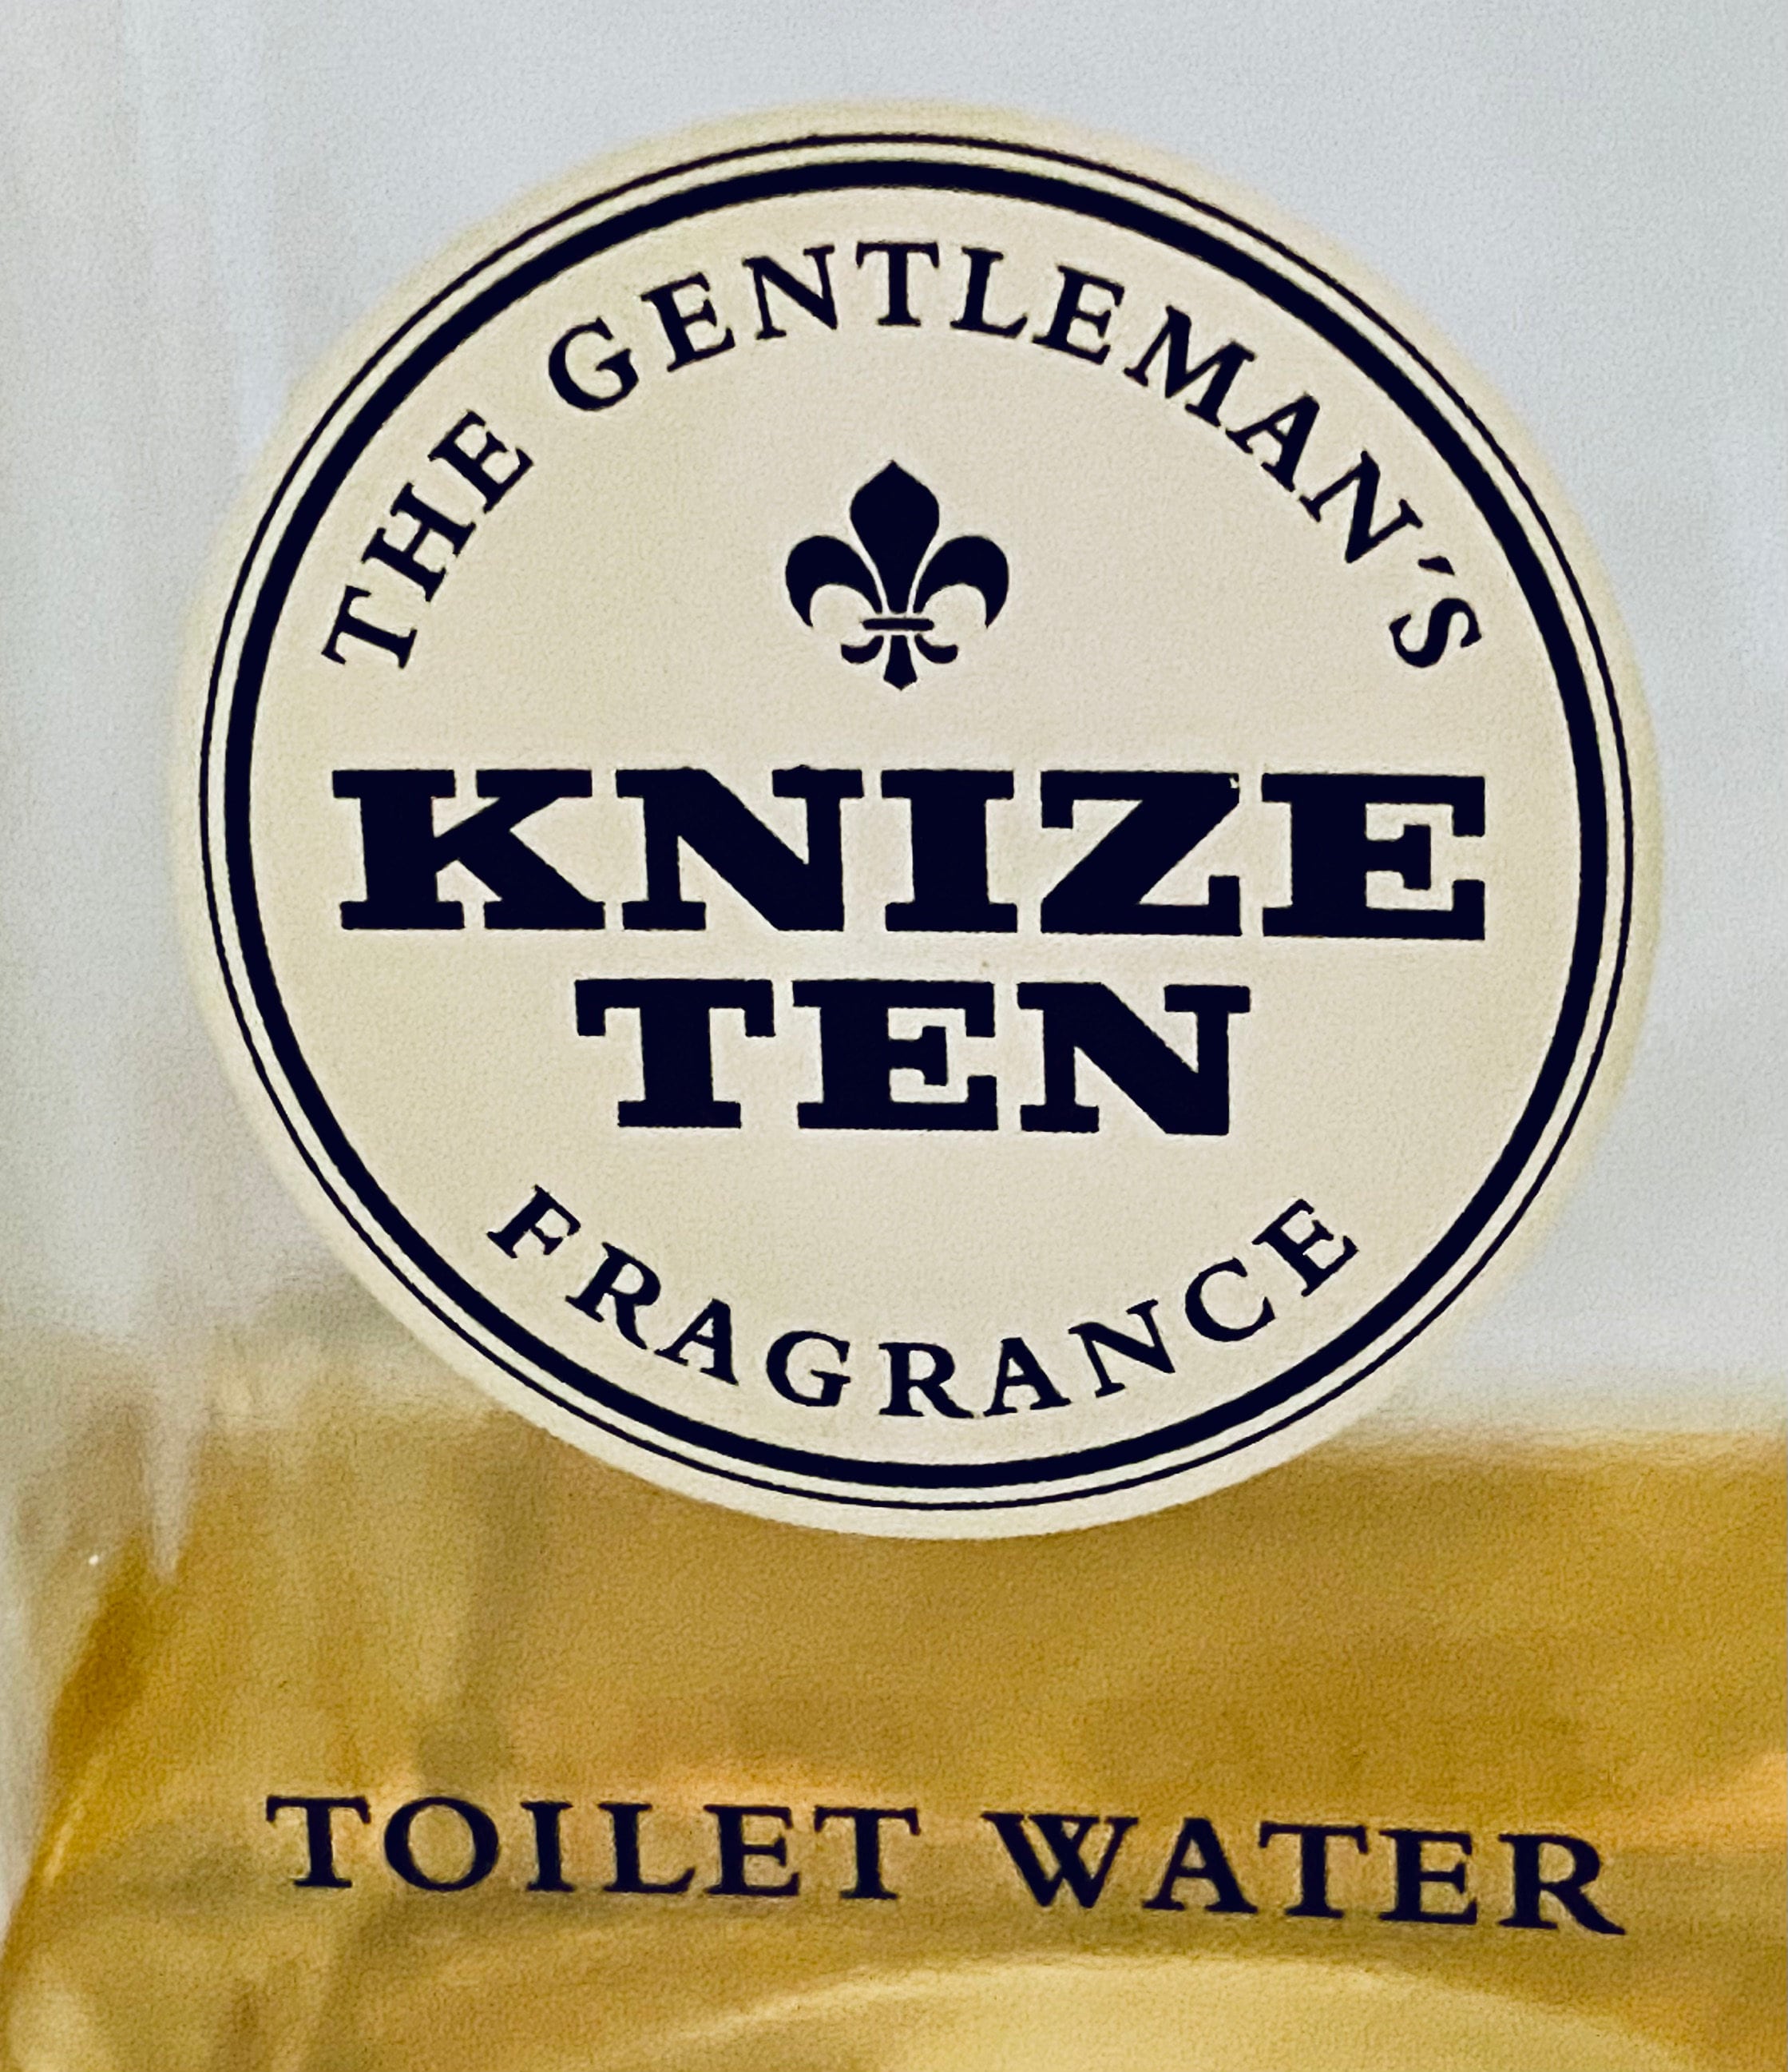 THE GENTLEMAN'S
KNIZE
TEN
FRAGRANCE
TOILET WATER